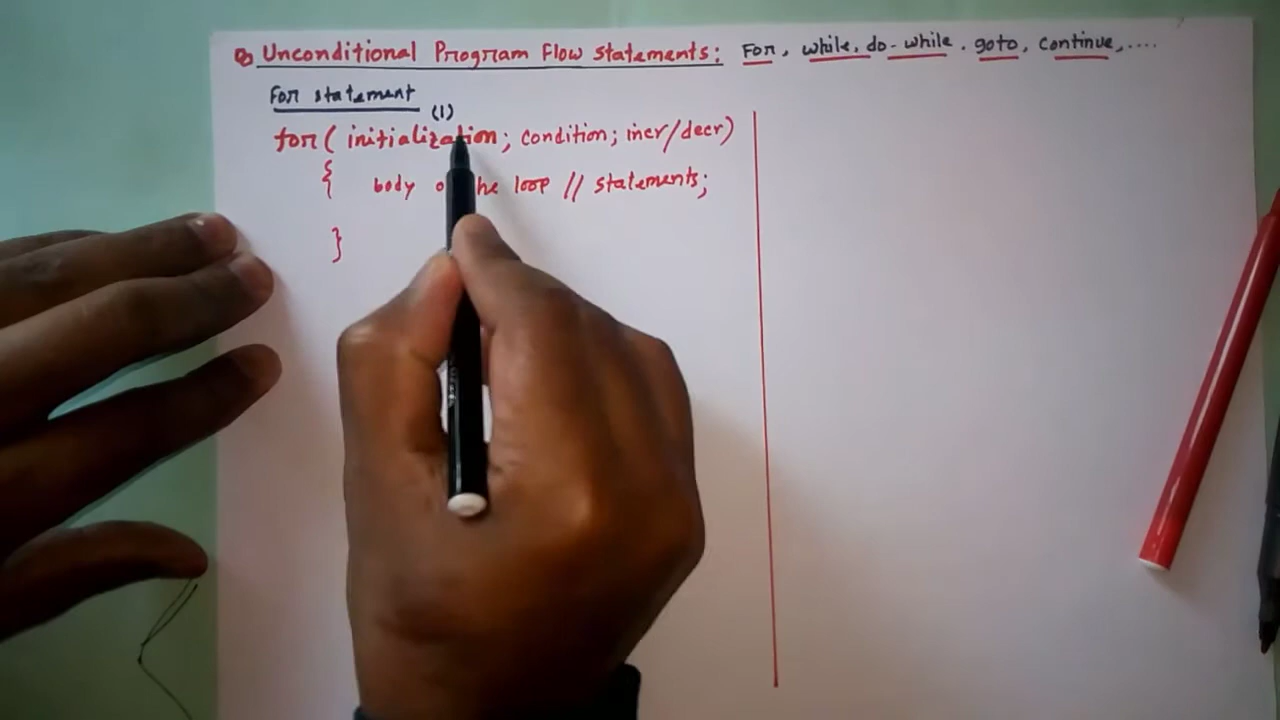 Unconditional Program Flow statements: For, while, do-while. goto, continue,....
For statement
(1)
for( initialization; condition; incr/decr)
{ body the loop // statements;
}